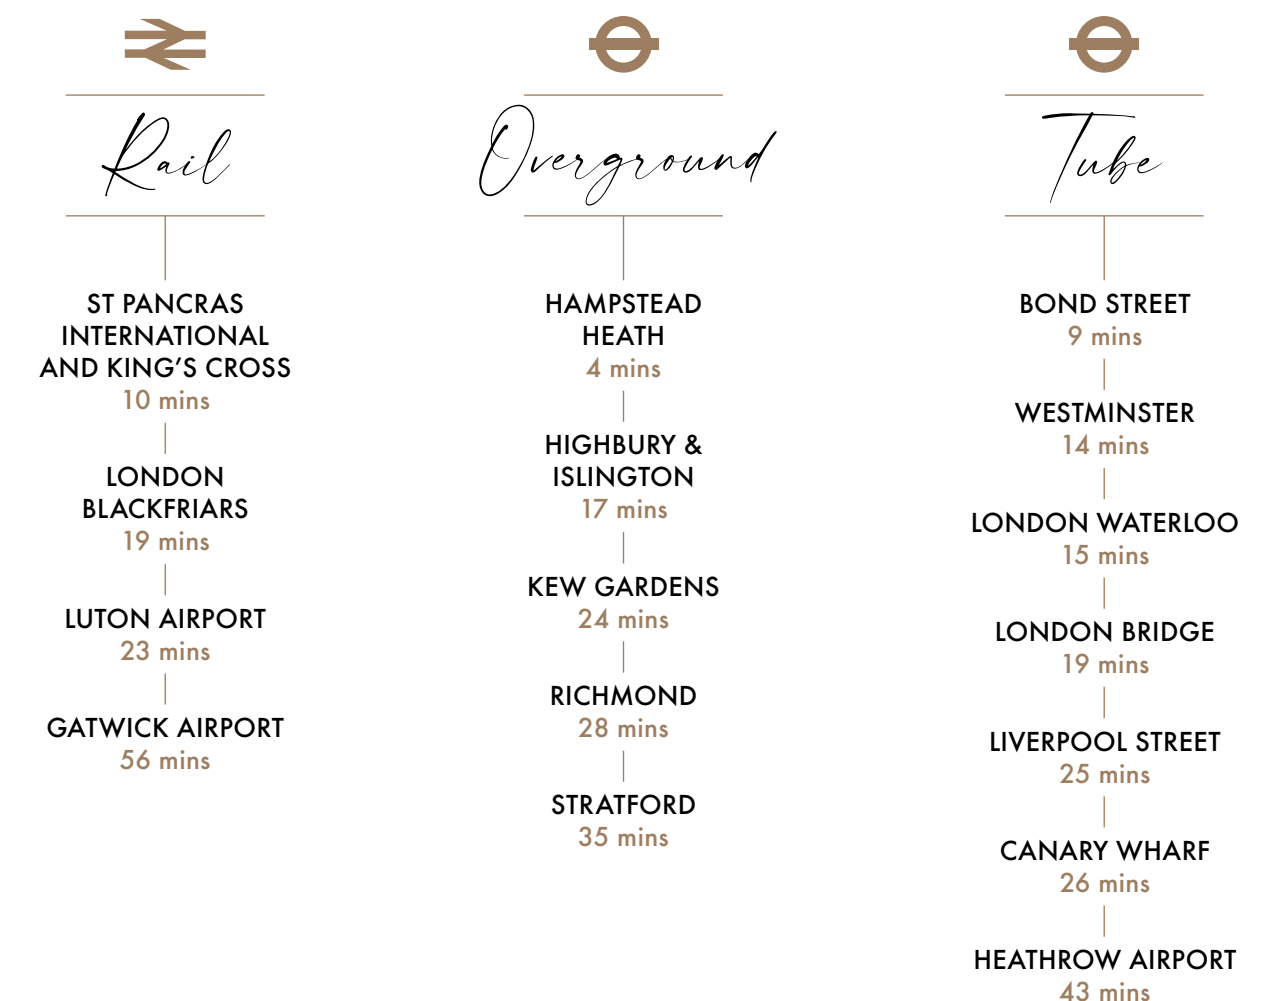 Rail
ST PANCRAS
INTERNATIONAL
AND KING’S CROSS
10 mins
LONDON
BLACKFRIARS
19 mins
LUTON AIRPORT
23 mins
GATWICK AIRPORT
56 mins
Overground
HAMPSTEAD
HEATH
4 mins
HIGHBURY &
ISLINGTON
17 mins
KEW GARDENS
24 mins
RICHMOND
28 mins
STRATFORD
35 mins
Tube
BOND STREET
9 mins
WESTMINSTER
14 mins
LONDON WATERLOO
15 mins
LONDON BRIDGE
19 mins
LIVERPOOL STREET
25 mins
CANARY WHARF
26 mins
HEATHROW AIRPORT
43 mins